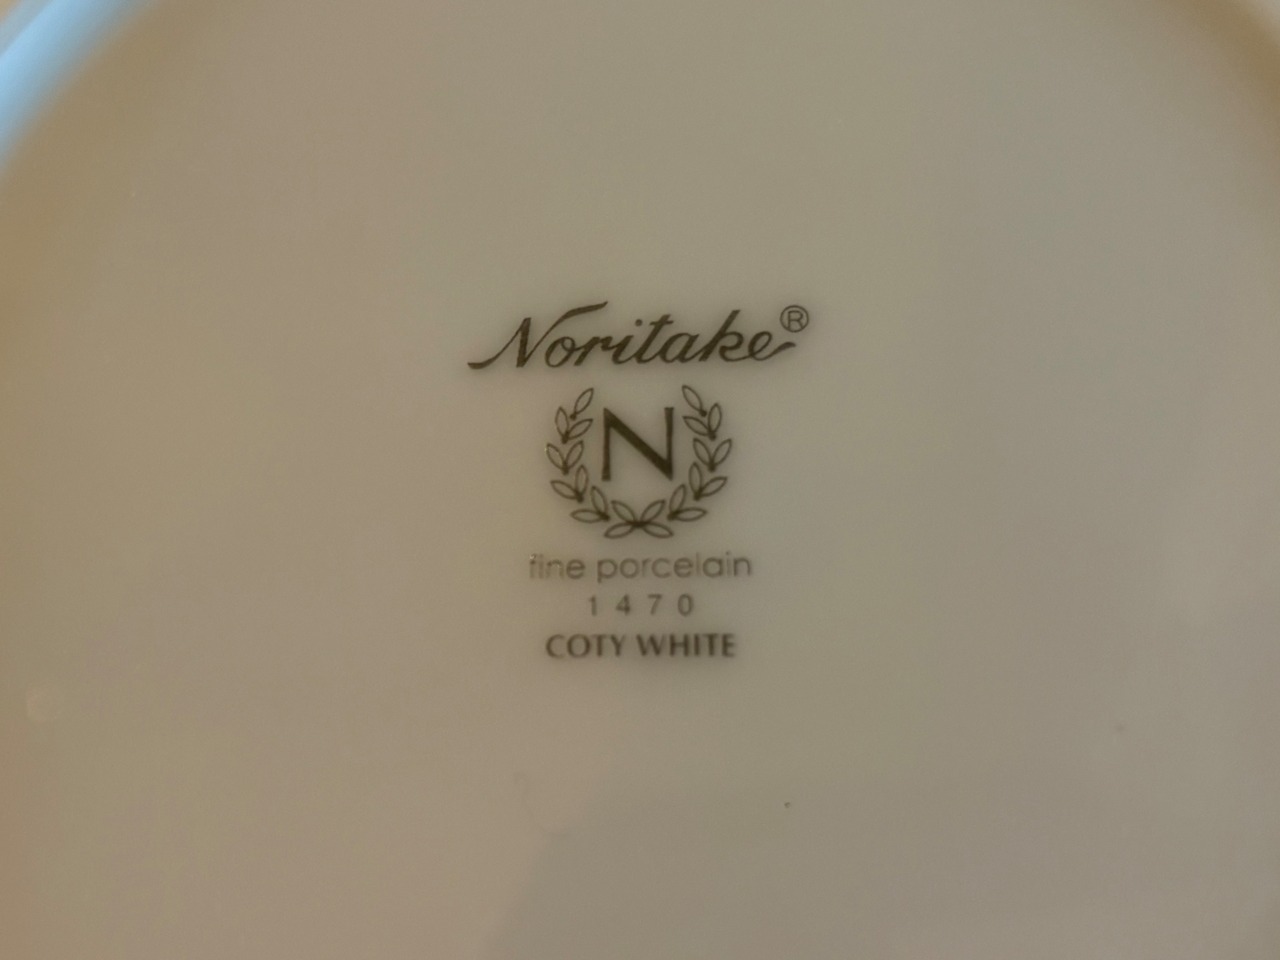 Noritake®
N
fine porcelain
1470
COTY WHITE